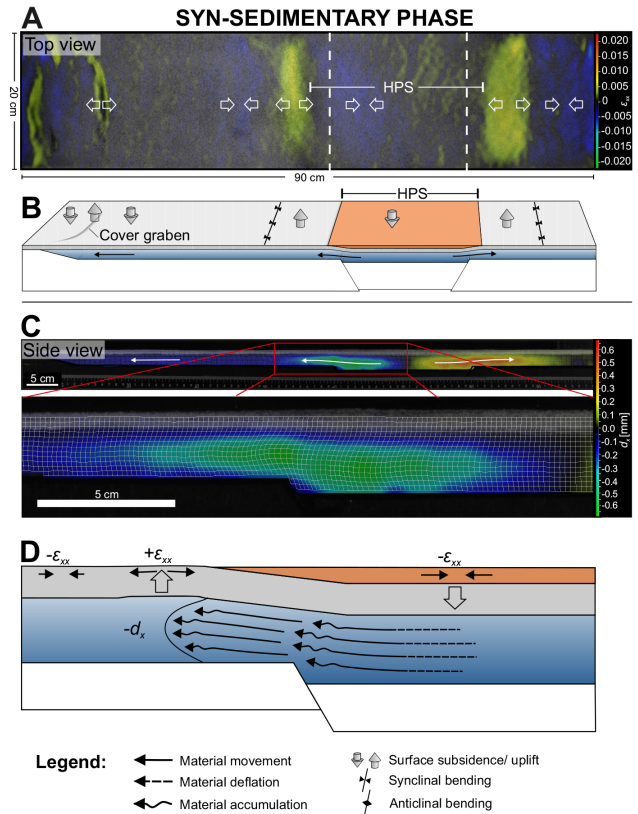 SYN-SEDIMENTARY PHASE
A
Top view
HPS
20 cm
90 cm
0.020
0.015
0.010
0.005
0
-0.005
-0.010
-0.015
-0.020
εxx
B
HPS
Cover graben
C
Side view
5 cm
5 cm
0.6
0.5
0.4
0.3
0.2
0.1
0.0
-0.1
-0.2
-0.3
-0.4
-0.5
-0.6
dx [mm]
D
-εxx
+εxx
-εxx
-dx
Legend:
Material movement
Material deflation
Material accumulation
Surface subsidence/ uplift
Synclinal bending
Anticlinal bending